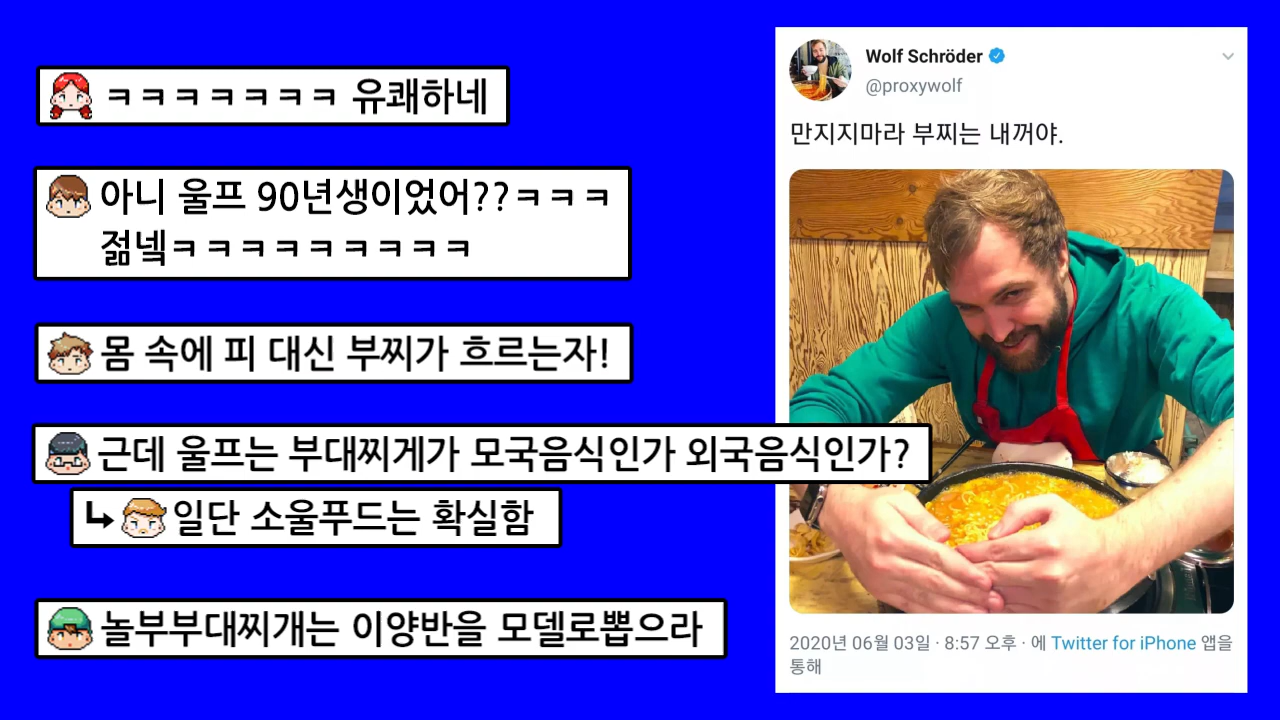 ㅋㅋㅋㅋㅋㅋㅋ 유쾌하네
아니 울프 90년생이었어??ㅋㅋㅋ
젊넼ㅋㅋㅋㅋㅋㅋㅋㅋㅋ
몸 속에 피 대신 부찌가 흐르는자!
근데 울프는 부대찌게가 모국음식인가 외국음식인가?
일단 소울푸드는 확실함
놀부부대찌개는 이양반을 모델로뽑으라
Wolf Schröder
@proxywolf
만지지마라 부찌는 내꺼야.
2020년 06월 03일 · 8:57 오후 · 에 Twitter for iPhone 앱을
통해